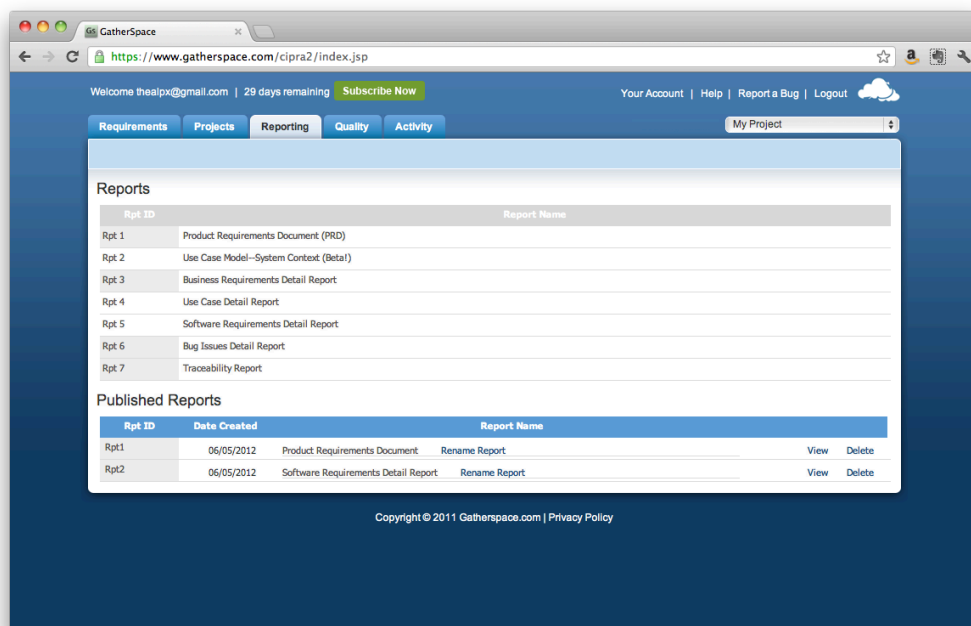 GS GatherSpace
https://www.gatherspace.com/cipra2/index.jsp
Welcome thealpx@gmail.com | 29 days remaining Subscribe Now
Your Account | Help | Report a Bug | Logout
Requirements Projects Reporting Quality Activity
My Project
Reports
Rpt ID Report Name
Rpt 1 Product Requirements Document (PRD)
Rpt 2 Use Case Model--System Context (Beta!)
Rpt 3 Business Requirements Detail Report
Rpt 4 Use Case Detail Report
Rpt 5 Software Requirements Detail Report
Rpt 6 Bug Issues Detail Report
Rpt 7 Traceability Report
Published Reports
Rpt ID Date Created Report Name
Rpt1 06/05/2012 Product Requirements Document Rename Report View Delete
Rpt2 06/05/2012 Software Requirements Detail Report Rename Report View Delete
Copyright © 2011 Gatherspace.com | Privacy Policy